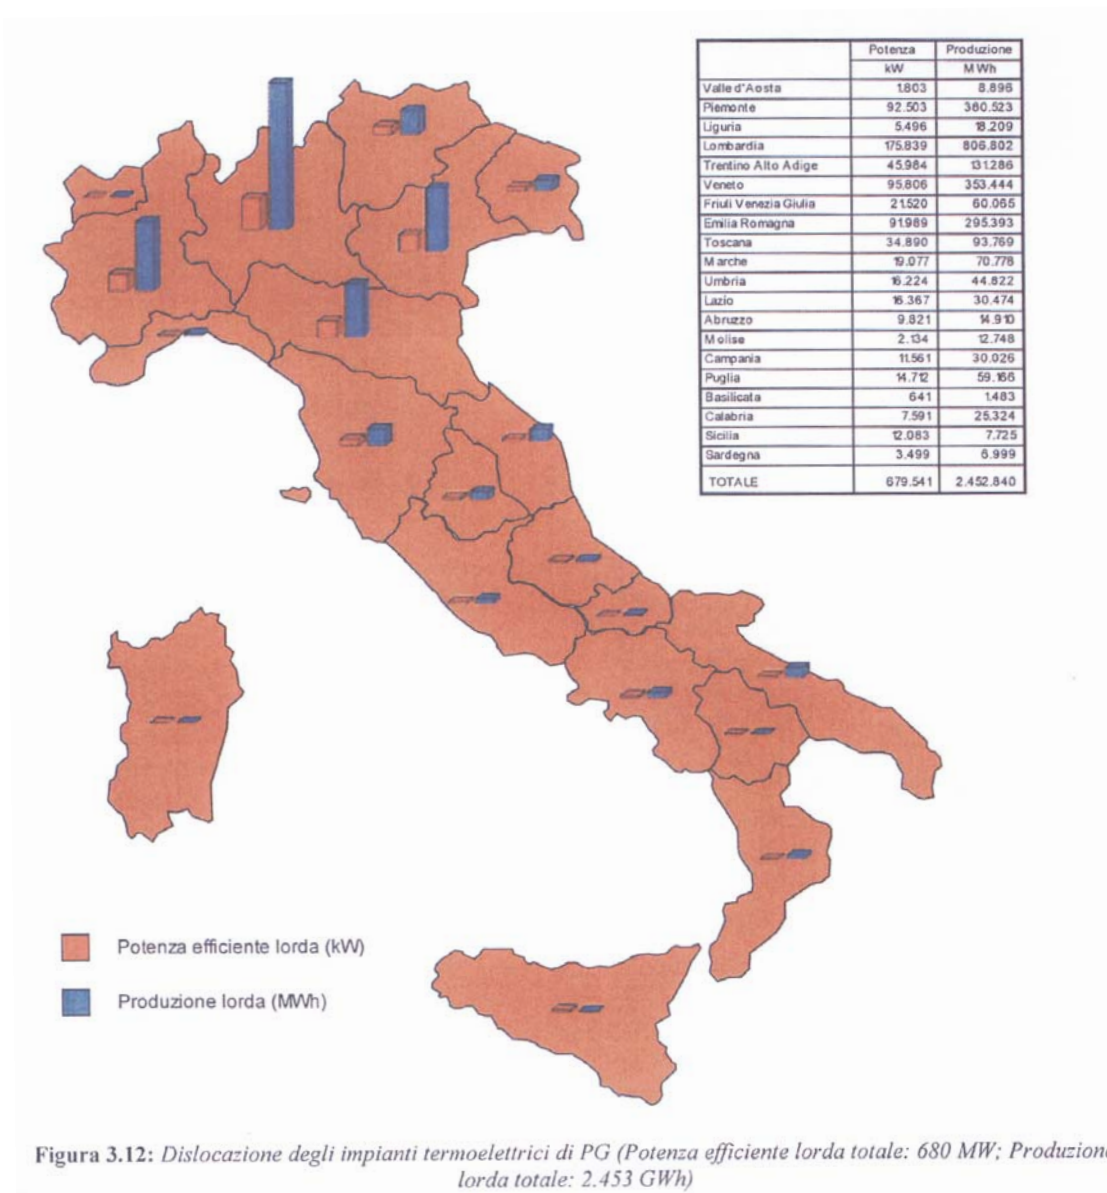 Potenza Produzione
kW MWh
Valle d'Aosta 1.803 8.896
Piemonte 92.503 380.523
Liguria 5.496 18.209
Lombardia 175.839 806.802
Trentino Alto Adige 45.984 131.286
Veneto 95.806 353.444
Friuli Venezia Giulia 21.520 60.065
Emilia Romagna 91.989 295.393
Toscana 34.890 93.769
Marche 19.077 70.778
Umbria 16.224 44.822
Lazio 16.367 30.474
Abruzzo 9.821 14.910
Molise 2.134 12.748
Campania 11.561 30.026
Puglia 14.712 59.166
Basilicata 641 1.483
Calabria 7.591 25.324
Sicilia 12.083 7.725
Sardegna 3.499 6.999
TOTALE 679.541 2.452.840
Potenza efficiente lorda (kW)
Produzione lorda (MWh)
Figura 3.12: Dislocazione degli impianti termoelettrici di PG (Potenza efficiente lorda totale: 680 MW; Produzione
lorda totale: 2.453 GWh)